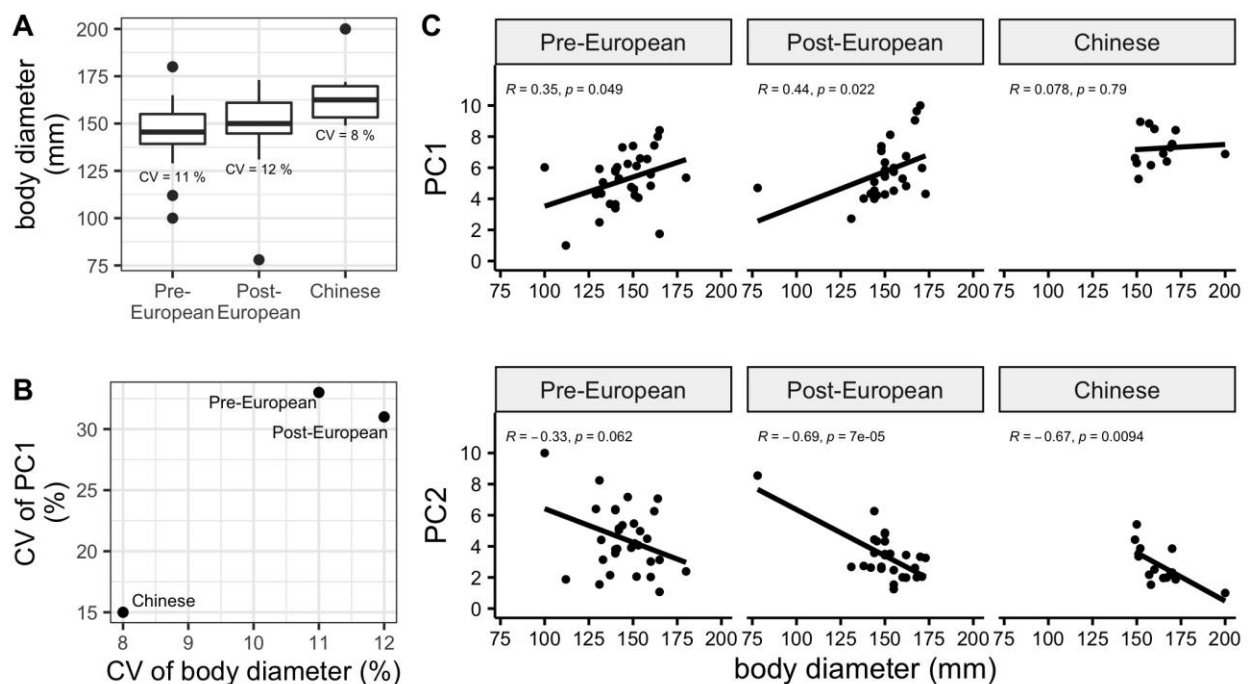 A
body diameter
(mm)
200
175
150
125
100
75
CV = 11 %
CV = 12 %
CV = 8 %
Pre-
European
Post-
European
Chinese
B
CV of PC1
(%)
30
25
20
15
Pre-European
Post-European
Chinese
8
9
10
11
12
CV of body diameter (%)
C
Pre-European
Post-European
Chinese
R = 0.35, p = 0.049
R = 0.44, p = 0.022
R = 0.078, p = 0.79
PC1
10
8
6
4
2
0
75 100 125 150 175 200
75 100 125 150 175 200
75 100 125 150 175 200
Pre-European
Post-European
Chinese
R = −0.33, p = 0.062
R = −0.69, p = 7e-05
R = −0.67, p = 0.0094
PC2
10
8
6
4
2
0
75 100 125 150 175 200
75 100 125 150 175 200
75 100 125 150 175 200
body diameter (mm)